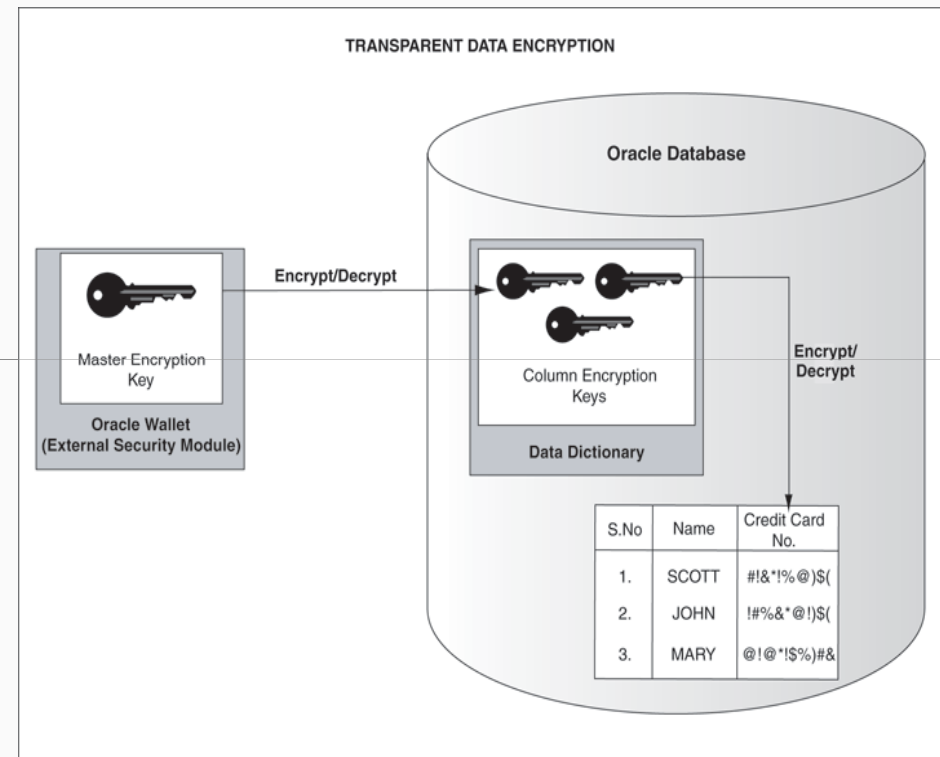 TRANSPARENT DATA ENCRYPTION
Oracle Database
Encrypt/Decrypt
Master Encryption
Key
Oracle Wallet
(External Security Module)
Column Encryption
Keys
Data Dictionary
Encrypt/
Decrypt
S.No Name Credit Card No.
1. SCOTT #!&*!%@)$(
2. JOHN !#%&*@!)$(
3. MARY @!@*!$%)#&